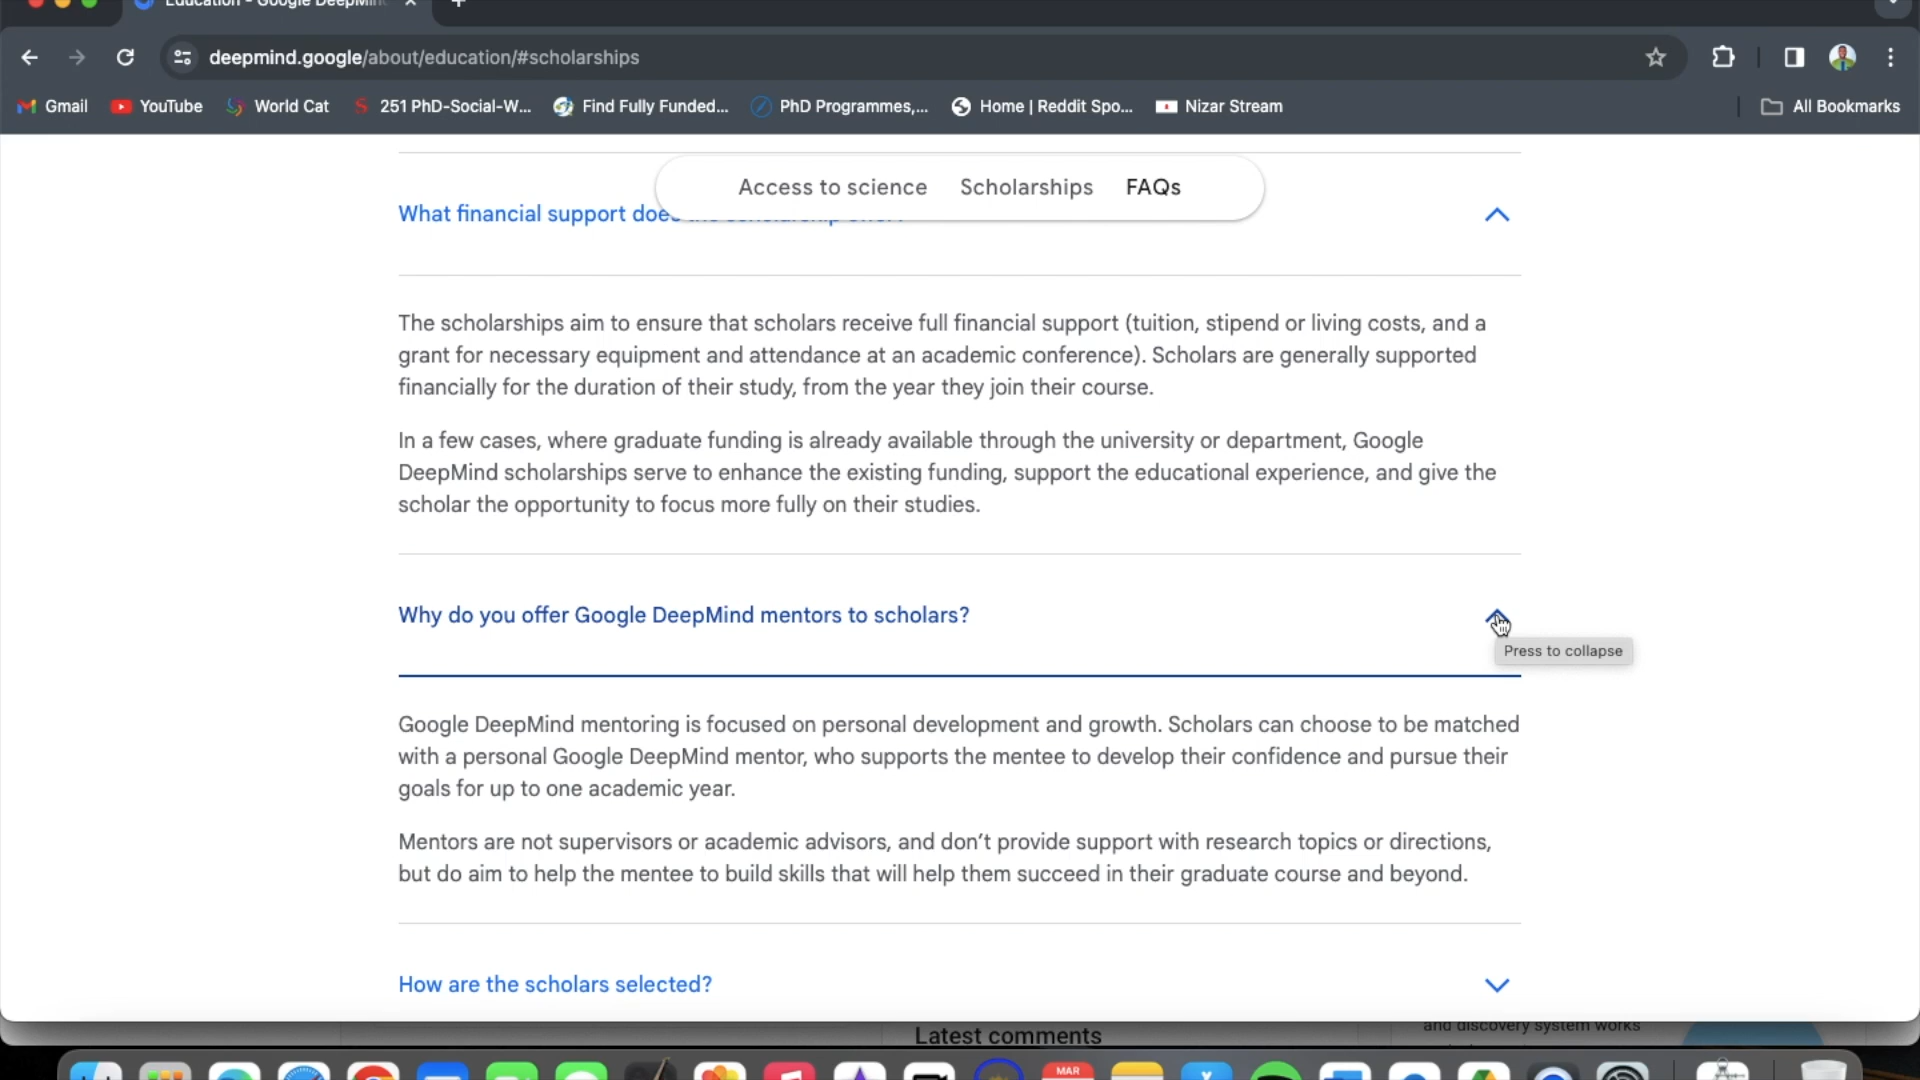 Education - Google DeepMin
deepmind.google/about/education/#scholarships
Gmail
YouTube
World Cat
251 PhD-Social-W...
Find Fully Funded...
PhD Programmes,...
Home | Reddit Spo...
Nizar Stream
All Bookmarks
Access to science
Scholarships
FAQs
What financial support does
The scholarships aim to ensure that scholars receive full financial support (tuition, stipend or living costs, and a
grant for necessary equipment and attendance at an academic conference). Scholars are generally supported
financially for the duration of their study, from the year they join their course.
In a few cases, where graduate funding is already available through the university or department, Google
DeepMind scholarships serve to enhance the existing funding, support the educational experience, and give the
scholar the opportunity to focus more fully on their studies.
Why do you offer Google DeepMind mentors to scholars?
Press to collapse
Google DeepMind mentoring is focused on personal development and growth. Scholars can choose to be matched
with a personal Google DeepMind mentor, who supports the mentee to develop their confidence and pursue their
goals for up to one academic year.
Mentors are not supervisors or academic advisors, and don’t provide support with research topics or directions,
but do aim to help the mentee to build skills that will help them succeed in their graduate course and beyond.
How are the scholars selected?
Latest comments
and discovery system works
MAR